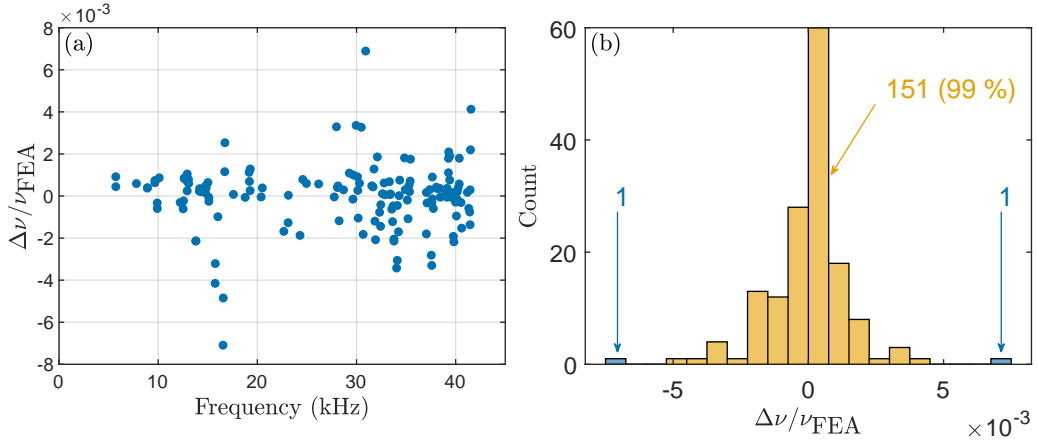 ×10⁻³
(a)
8
6
4
2
0
-2
-4
-6
-8
Δν/ν_FEA
0 10 20 30 40
Frequency (kHz)
(b)
60
40
20
0
Count
151 (99 %)
1 1
-5 0 5
Δν/ν_FEA
×10⁻³